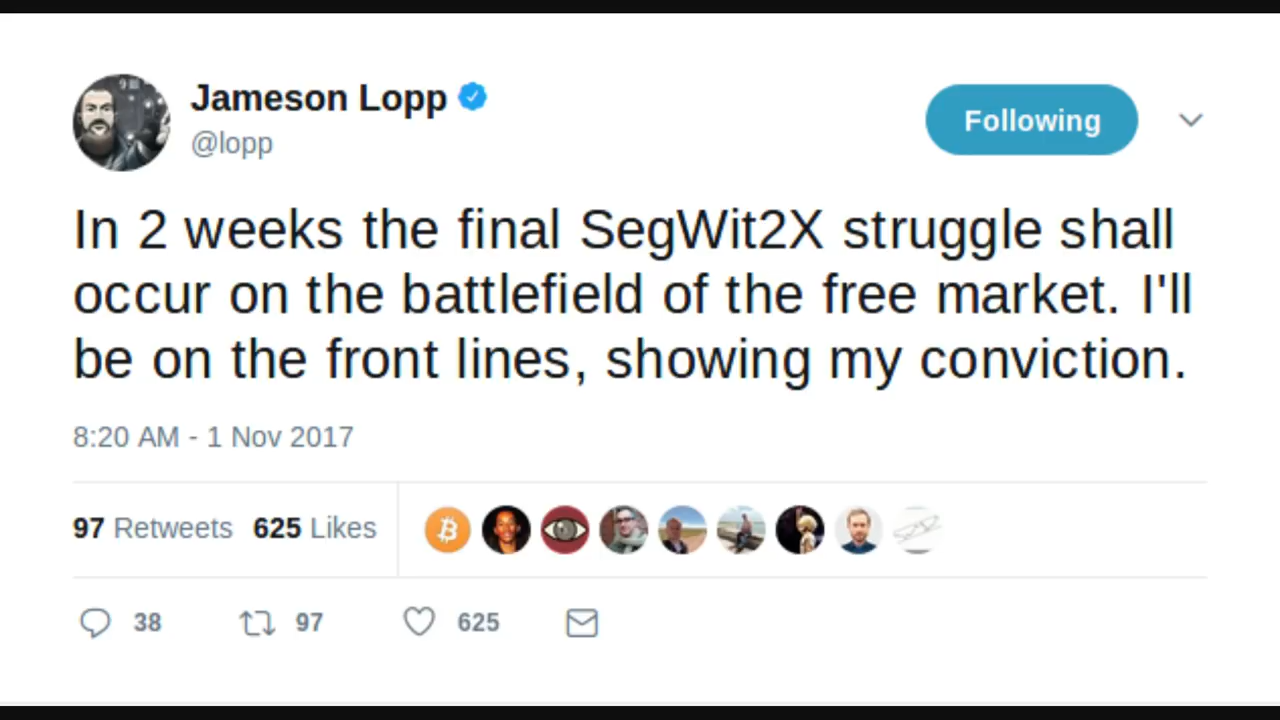 Jameson Lopp
@lopp
Following
In 2 weeks the final SegWit2X struggle shall
occur on the battlefield of the free market. I'll
be on the front lines, showing my conviction.
8:20 AM - 1 Nov 2017
97 Retweets 625 Likes
38 97 625